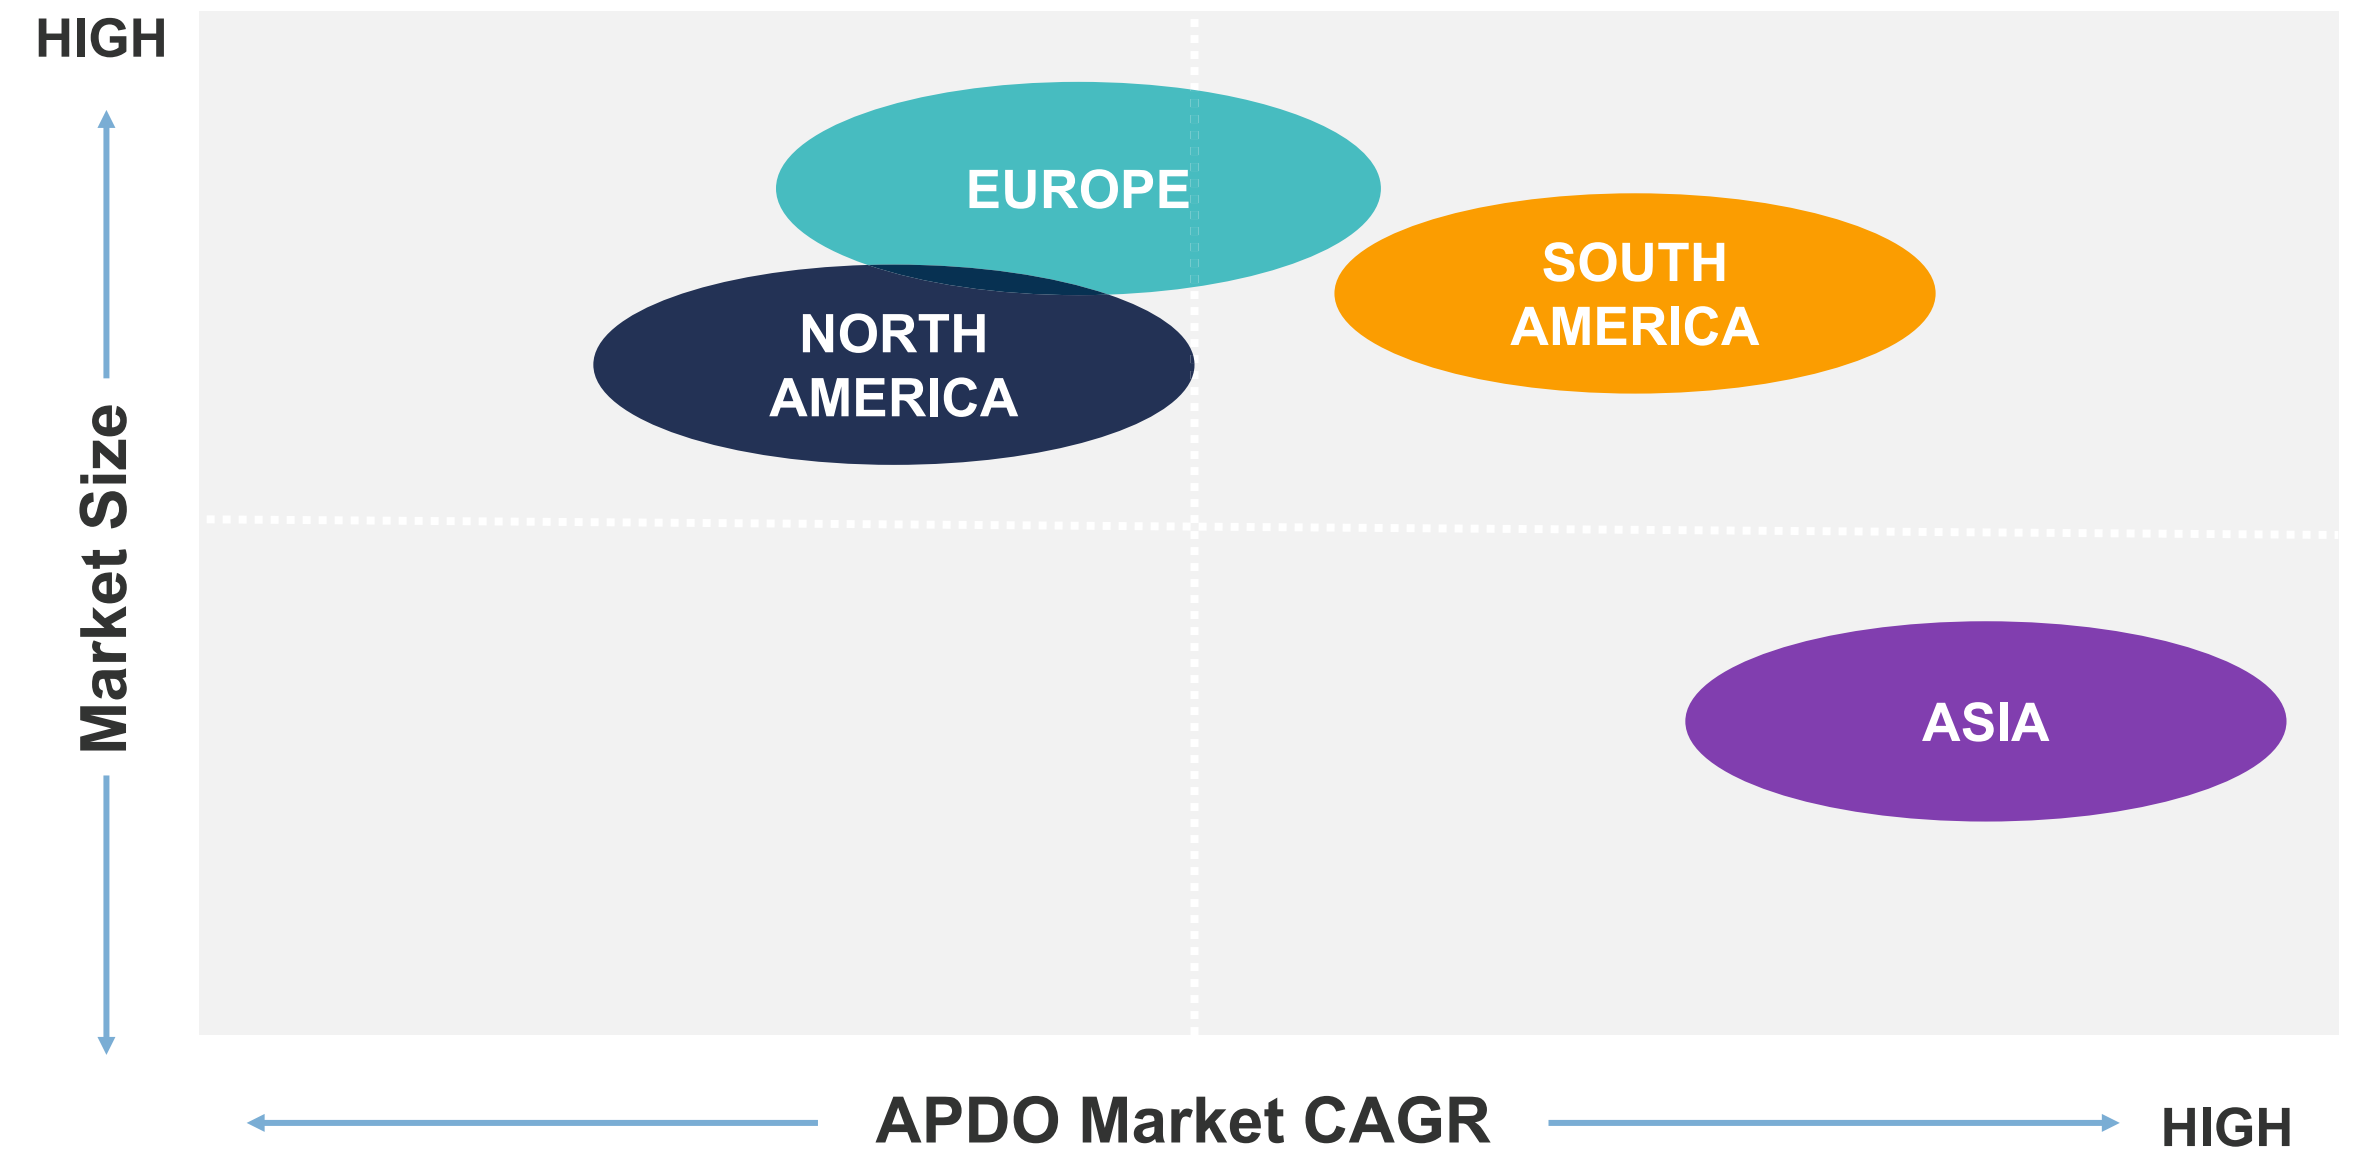 HIGH
EUROPE
SOUTH
AMERICA
NORTH
AMERICA
Market Size
ASIA
APDO Market CAGR
HIGH